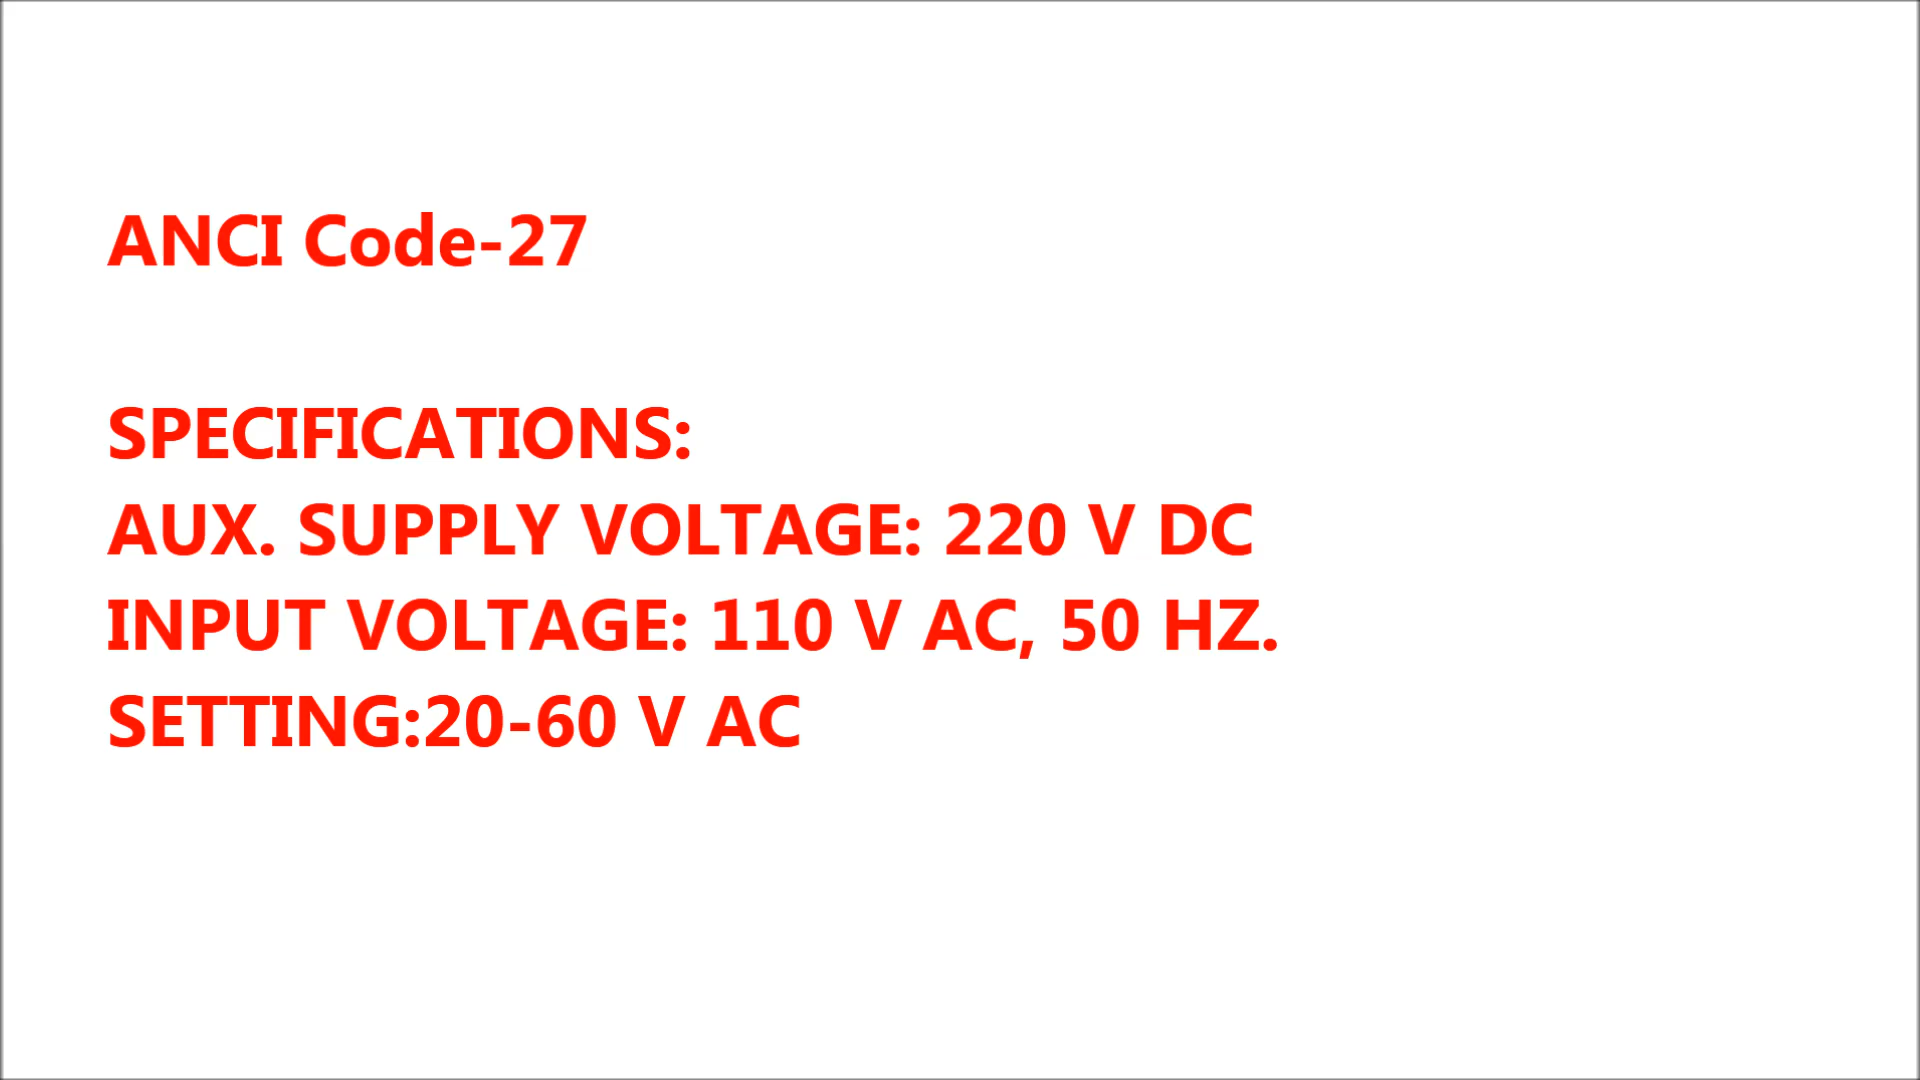 ANCI Code-27
SPECIFICATIONS:
AUX. SUPPLY VOLTAGE: 220 V DC
INPUT VOLTAGE: 110 V AC, 50 HZ.
SETTING:20-60 V AC